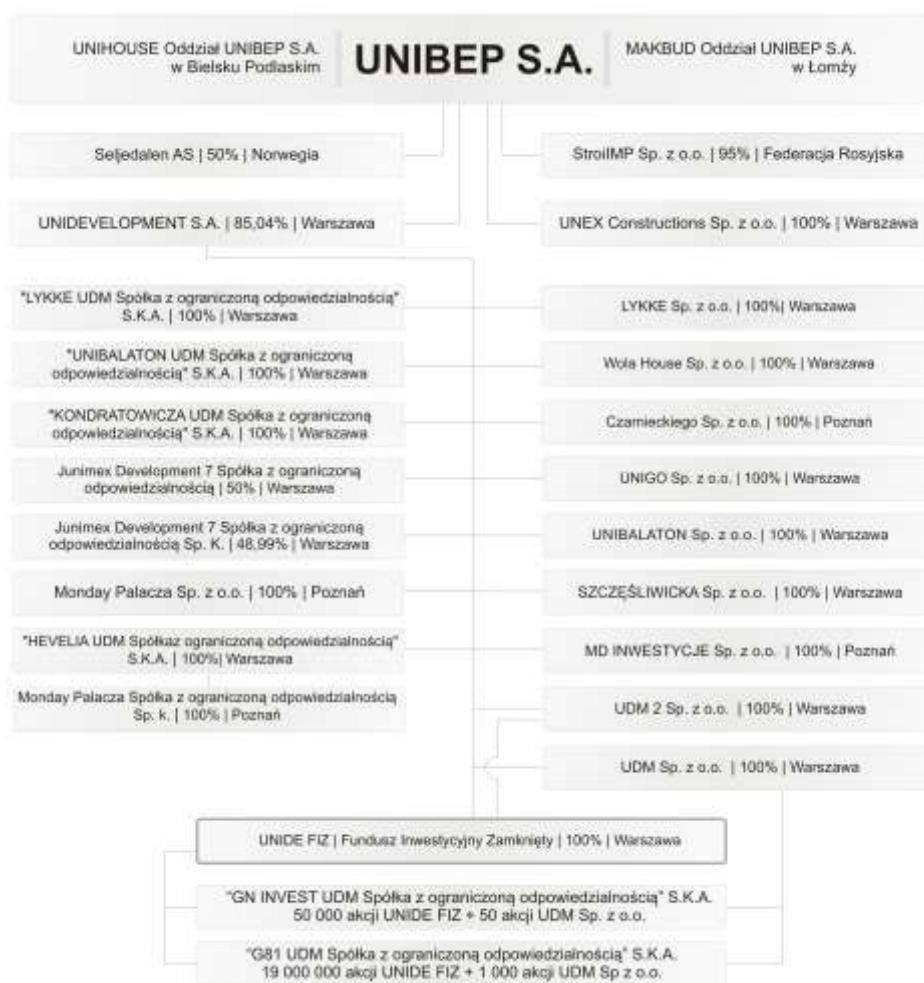 UNIHOUSE Oddział UNIBEP S.A.
w Bielsku Podlaskim
UNIBEP S.A.
MAKBUD Oddział UNIBEP S.A.
w Łomży
Seljedalen AS | 50% | Norwegia
StroiIMP Sp. z o.o. | 95% | Federacja Rosyjska
UNIDEVELOPMENT S.A. | 85,04% | Warszawa
UNEX Constructions Sp. z o.o. | 100% | Warszawa
"LYKKE UDM Spółka z ograniczoną odpowiedzialnością"
S.K.A. | 100% | Warszawa
LYKKE Sp. z o.o. | 100%| Warszawa
"UNIBALATON UDM Spółka z ograniczoną
odpowiedzialnością" S.K.A. | 100% | Warszawa
Wola House Sp. z o.o. | 100% | Warszawa
"KONDRATOWICZA UDM Spółka z ograniczoną
odpowiedzialnością" S.K.A. | 100% | Warszawa
Czarnieckiego Sp. z o.o. | 100% | Poznań
Junimex Development 7 Spółka z ograniczoną
odpowiedzialnością | 50% | Warszawa
UNIGO Sp. z o.o. | 100% | Warszawa
Junimex Development 7 Spółka z ograniczoną
odpowiedzialnością Sp. K. | 48,99% | Warszawa
UNIBALATON Sp. z o.o. | 100% | Warszawa
Monday Palacza Sp. z o.o. | 100% | Poznań
SZCZĘŚLIWICKA Sp. z o.o. | 100% | Warszawa
"HEVELIA UDM Spółkaz ograniczoną odpowiedzialnością"
S.K.A. | 100%| Warszawa
MD INWESTYCJE Sp. z o.o. | 100% | Poznań
Monday Palacza Spółka z ograniczoną odpowiedzialnością
Sp. k. | 100% | Poznań
UDM 2 Sp. z o.o. | 100% | Warszawa
UDM Sp. z o.o. | 100% | Warszawa
UNIDE FIZ | Fundusz Inwestycyjny Zamknięty | 100% | Warszawa
"GN INVEST UDM Spółka z ograniczoną odpowiedzialnością" S.K.A.
50 000 akcji UNIDE FIZ + 50 akcji UDM Sp. z o.o.
"G81 UDM Spółka z ograniczoną odpowiedzialnością" S.K.A.
19 000 000 akcji UNIDE FIZ + 1 000 akcji UDM Sp z o.o.